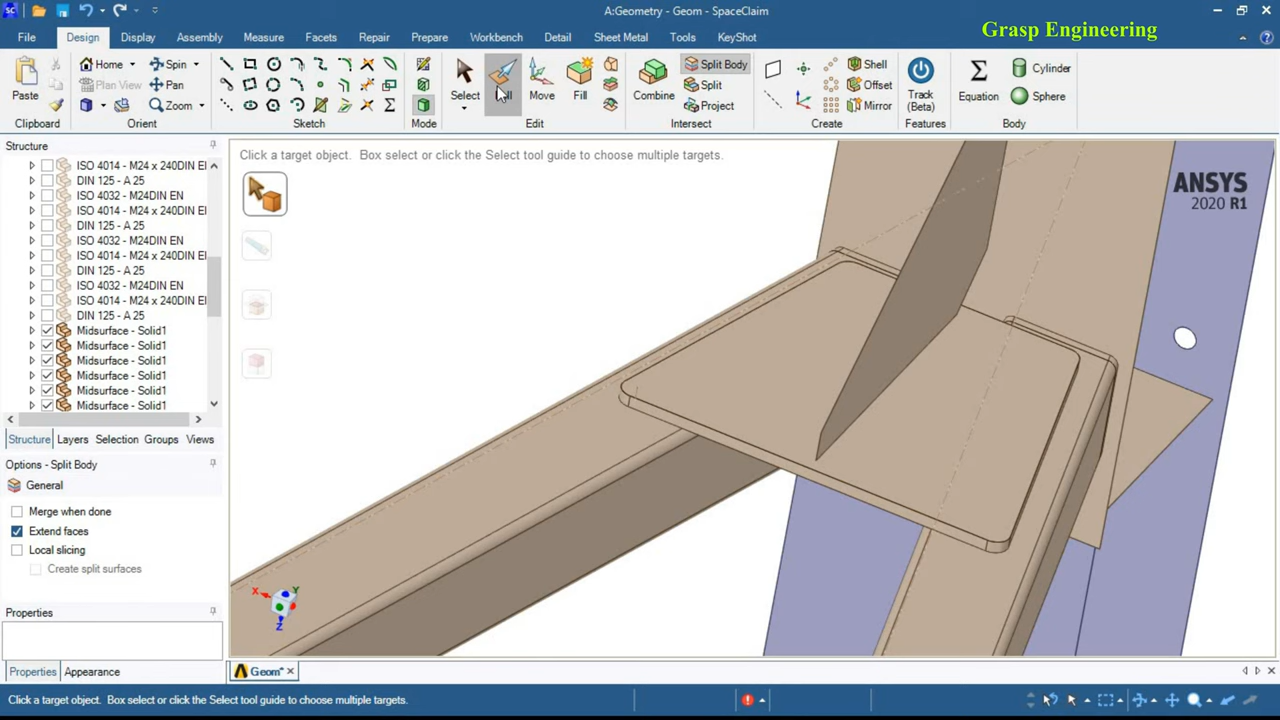 A:Geometry - Geom - SpaceClaim
Grasp Engineering
File Design Display Assembly Measure Facets Repair Prepare Workbench Detail Sheet Metal Tools KeyShot
Paste
Home Spin
Plan View Pan
Zoom
Select
Move
Fill
Combine
Split Body
Split
Project
Shell
Offset
Mirror
Track
(Beta)
Equation
Cylinder
Sphere
Clipboard Orient Sketch Mode Edit Intersect Create Features Body
Structure
ISO 4014 - M24 x 240DIN E
DIN 125 - A 25
ISO 4032 - M24DIN EN
ISO 4014 - M24 x 240DIN E
DIN 125 - A 25
ISO 4032 - M24DIN EN
ISO 4014 - M24 x 240DIN E
DIN 125 - A 25
ISO 4032 - M24DIN EN
ISO 4014 - M24 x 240DIN E
DIN 125 - A 25
Midsurface - Solid1
Midsurface - Solid1
Midsurface - Solid1
Midsurface - Solid1
Midsurface - Solid1
Midsurface - Solid1
Structure Layers Selection Groups Views
Options - Split Body
General
Merge when done
Extend faces
Local slicing
Create split surfaces
Properties
Properties Appearance
Click a target object. Box select or click the Select tool guide to choose multiple targets.
ANSYS
2020 R1
X Y
Z
Geom*
Click a target object. Box select or click the Select tool guide to choose multiple targets.